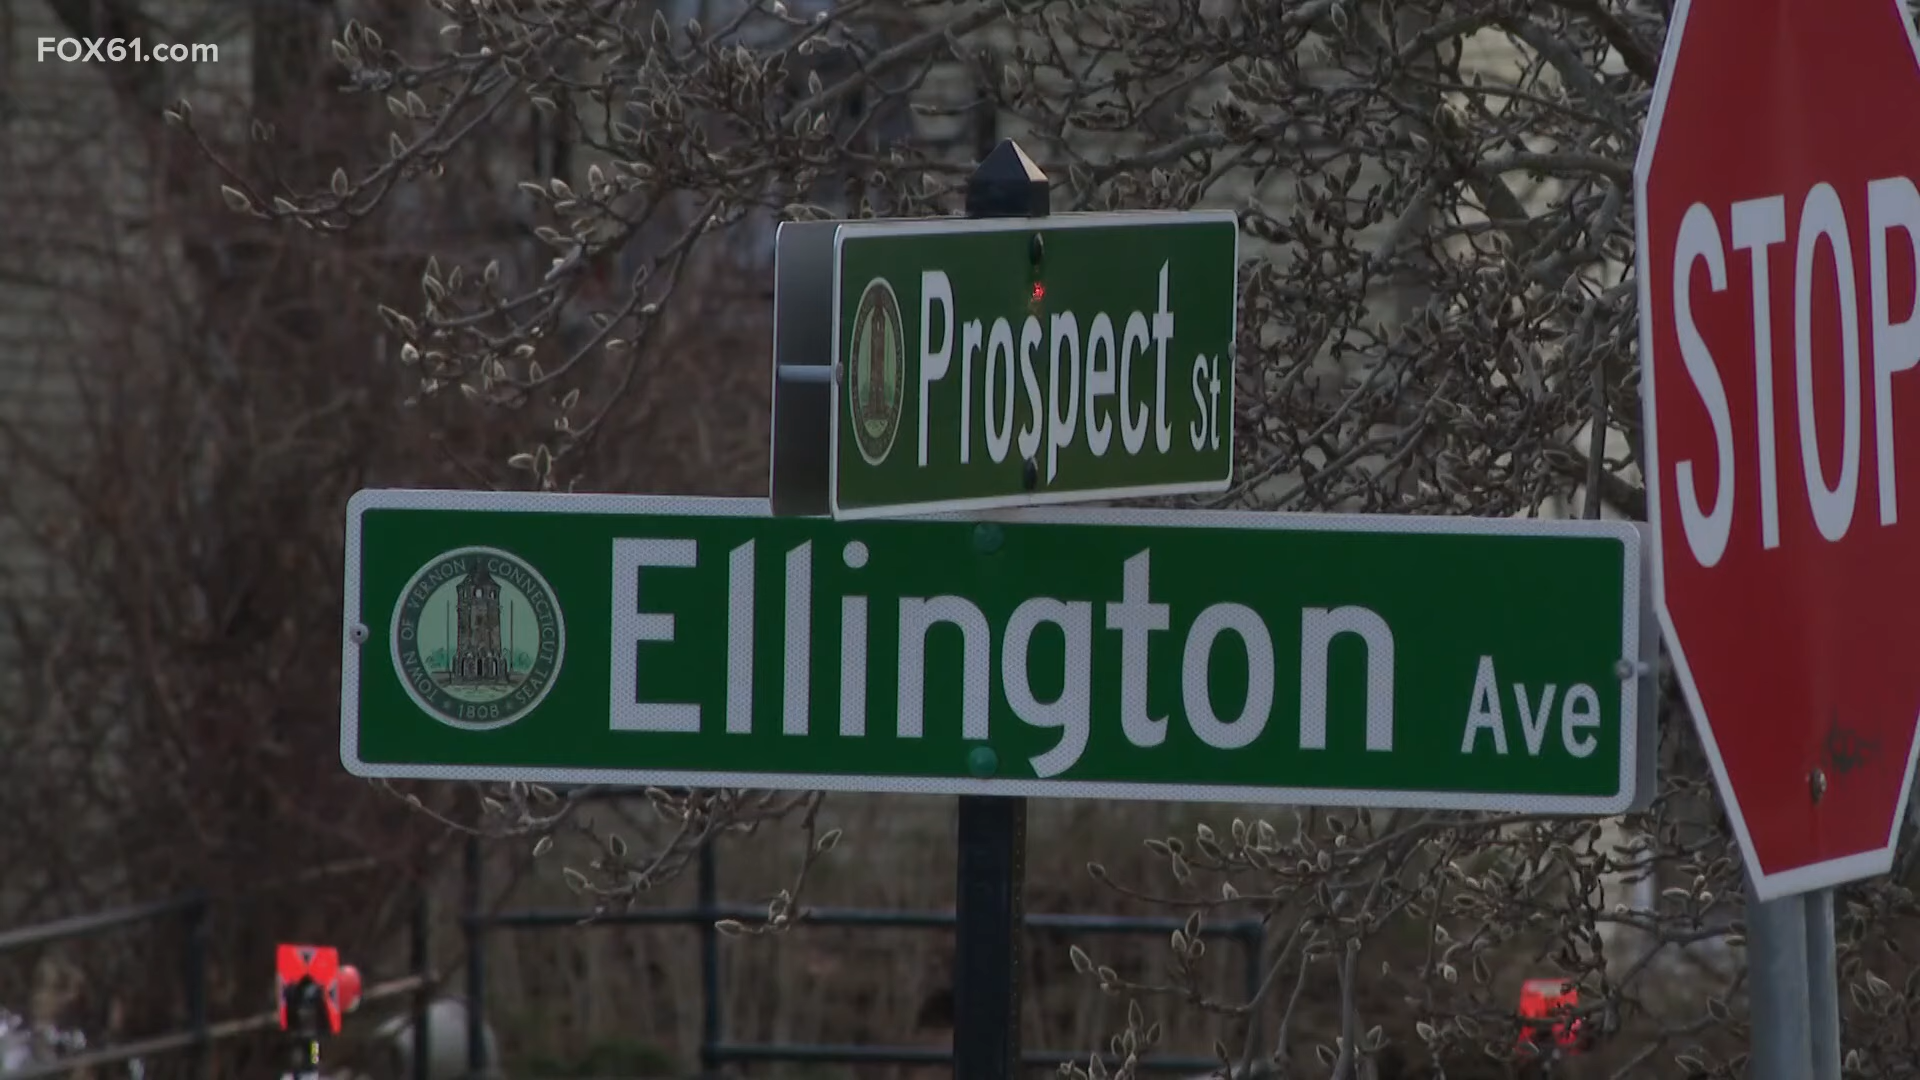 FOX61.com
Prospect St
Ellington Ave
TOWN OF VERNON CONNECTICUT SEAL
1808
STOP